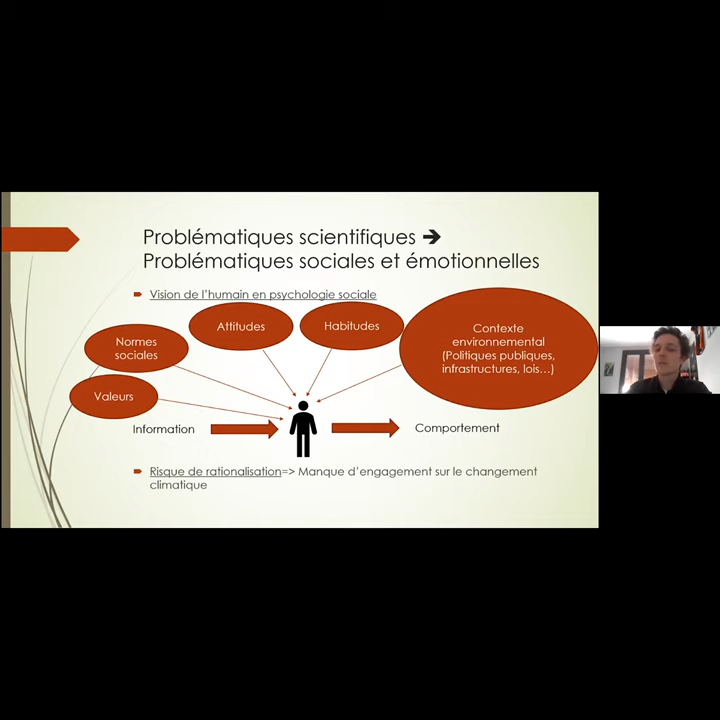 Problématiques scientifiques ➔
Problématiques sociales et émotionnelles
Vision de l'humain en psychologie sociale
Attitudes
Habitudes
Contexte
environnemental
(Politiques publiques,
infrastructures, lois…)
Normes
sociales
Valeurs
Information
Comportement
Risque de rationalisation=> Manque d'engagement sur le changement
climatique